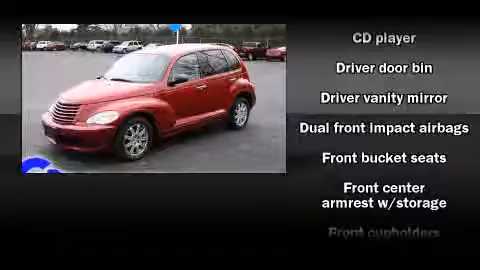 CD player
Driver door bin
Driver vanity mirror
Dual front impact airbags
Front bucket seats
Front center
armrest w/storage
Front cupholders